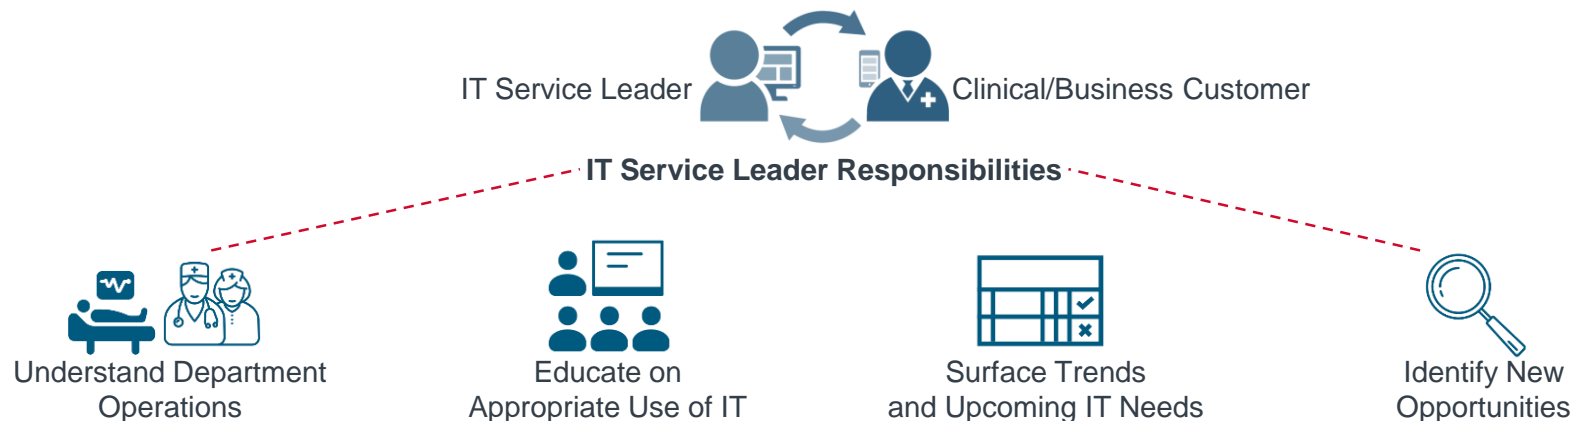 IT Service Leader
Clinical/Business Customer
IT Service Leader Responsibilities
Understand Department
Operations
Educate on
Appropriate Use of IT
Surface Trends
and Upcoming IT Needs
Identify New
Opportunities